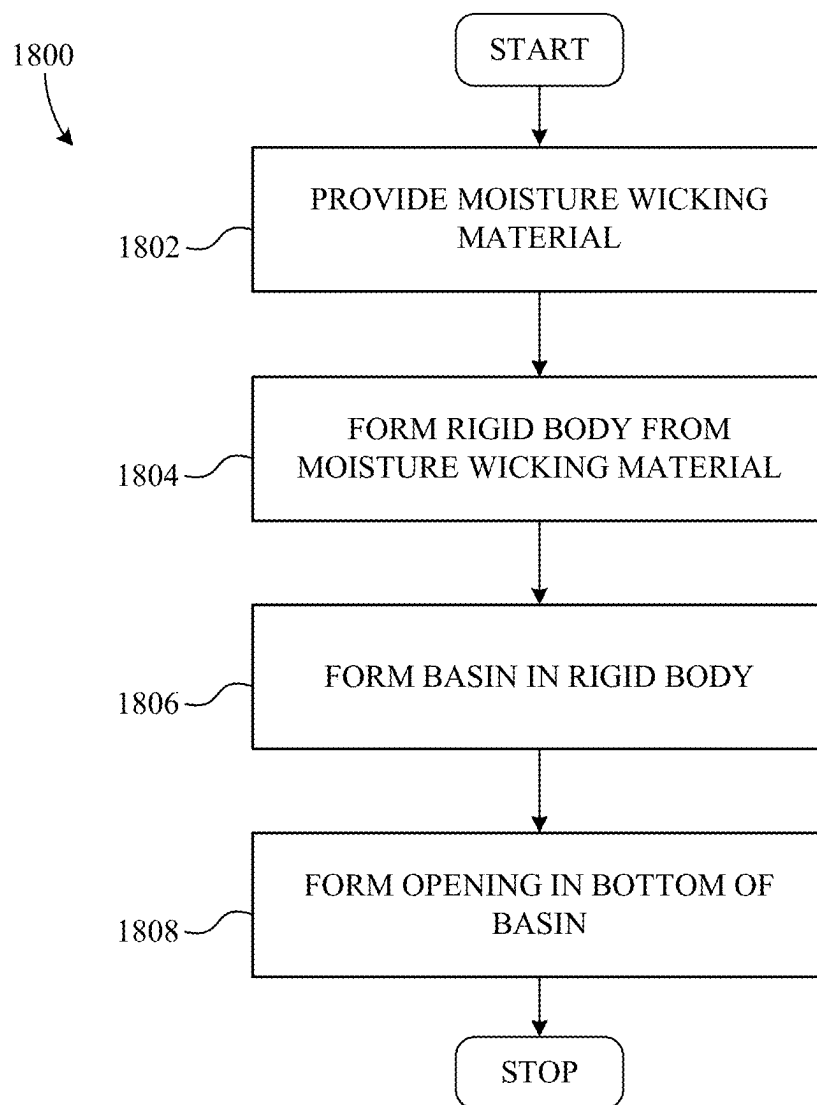 START
1800
PROVIDE MOISTURE WICKING
MATERIAL
1802
FORM RIGID BODY FROM
MOISTURE WICKING MATERIAL
1804
FORM BASIN IN RIGID BODY
1806
FORM OPENING IN BOTTOM OF
BASIN
1808
STOP